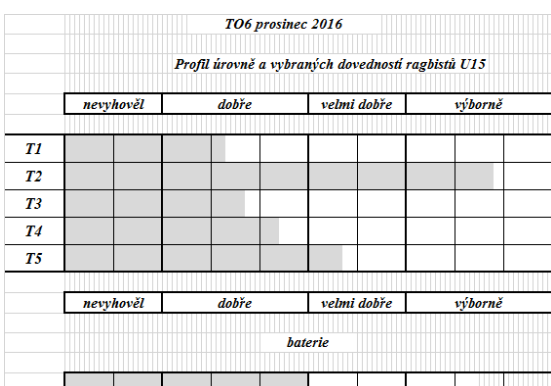 TO6 prosinec 2016
Profil úrovně a vybraných dovedností ragbistů U15
nevyhověl dobře velmi dobře výborně
T1
T2
T3
T4
T5
nevyhověl dobře velmi dobře výborně
baterie